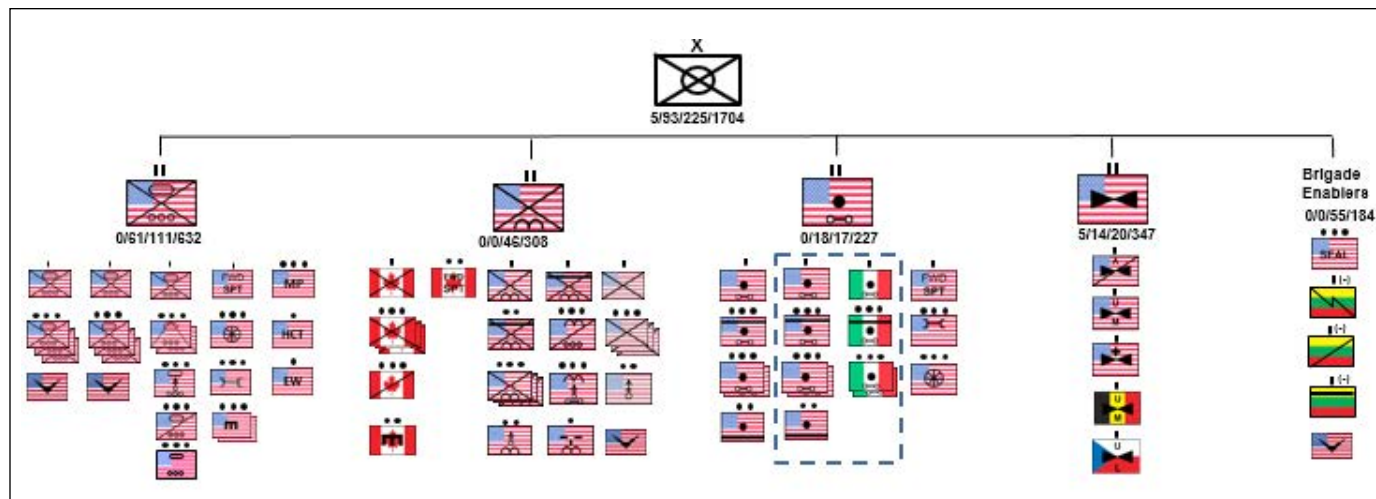 X
5/93/225/1704
II
0/61/111/632
II
0/0/46/308
II
0/18/17/227
II
5/14/20/347
Brigade
Enablers
0/0/55/184
FWD
SPT
MP
HCT
EW
m
FWD
SPT
m
FWD
SPT
A
U
M
U
M
U
L
SEAL
I (-)
I (-)
I (-)